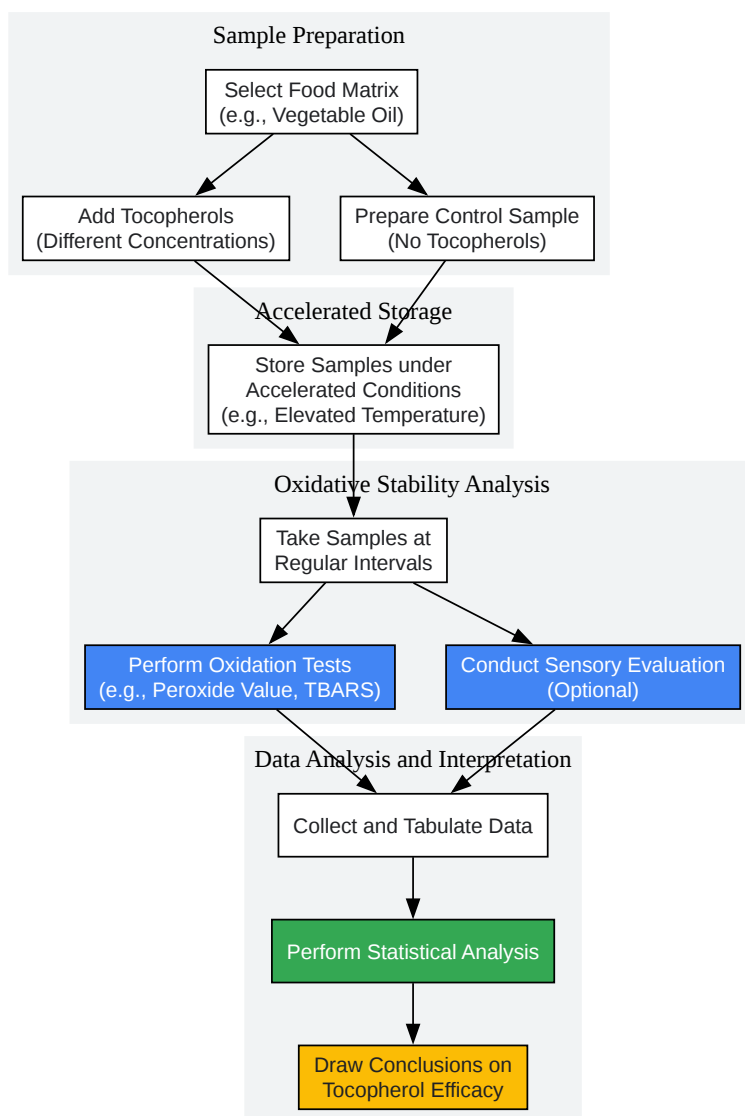 Sample Preparation
Select Food Matrix
(e.g., Vegetable Oil)
Add Tocopherols
(Different Concentrations)
Prepare Control Sample
(No Tocopherols)
Accelerated Storage
Store Samples under
Accelerated Conditions
(e.g., Elevated Temperature)
Oxidative Stability Analysis
Take Samples at
Regular Intervals
Perform Oxidation Tests
(e.g., Peroxide Value, TBARS)
Conduct Sensory Evaluation
(Optional)
Data Analysis and Interpretation
Collect and Tabulate Data
Perform Statistical Analysis
Draw Conclusions on
Tocopherol Efficacy